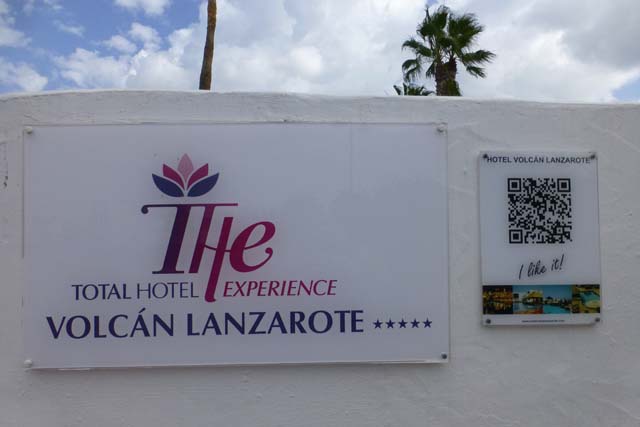 THe
TOTAL HOTEL EXPERIENCE
VOLCÁN LANZAROTE *****
HOTEL VOLCÁN LANZAROTE
I like it!